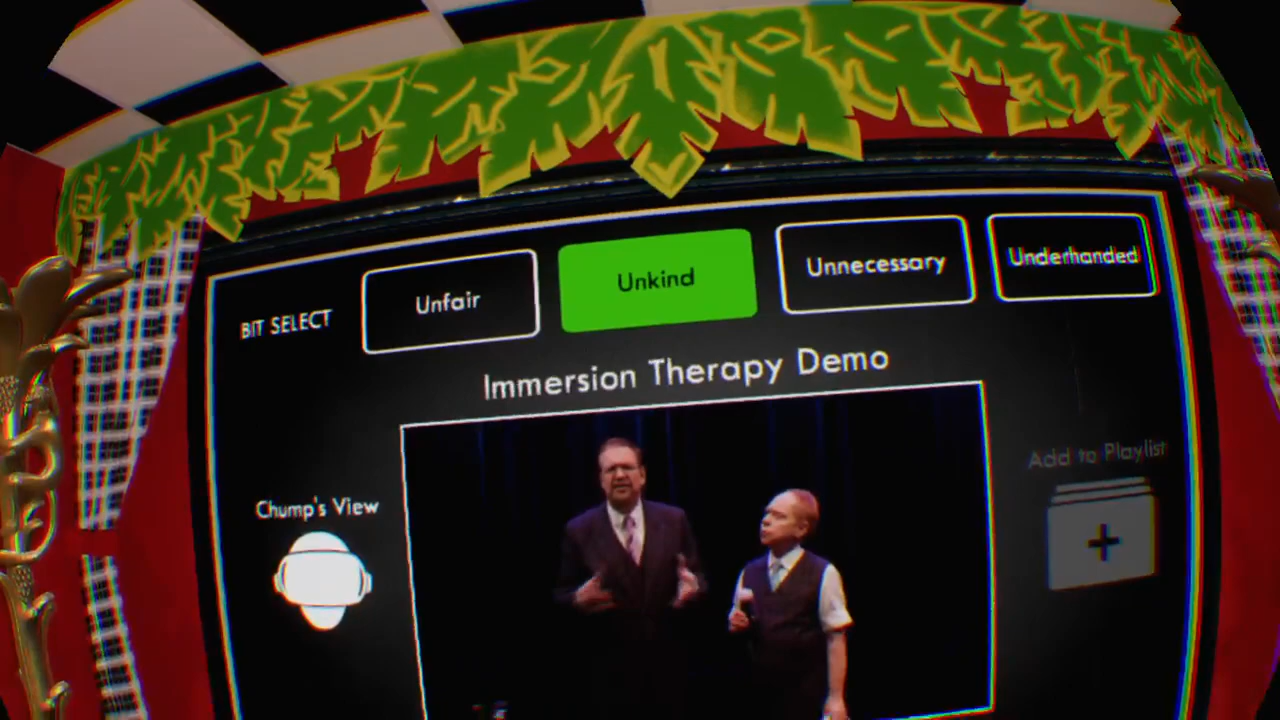 BIT SELECT
Unfair
Unkind
Unnecessary
Underhanded
Immersion Therapy Demo
Chump's View
Add to Playlist